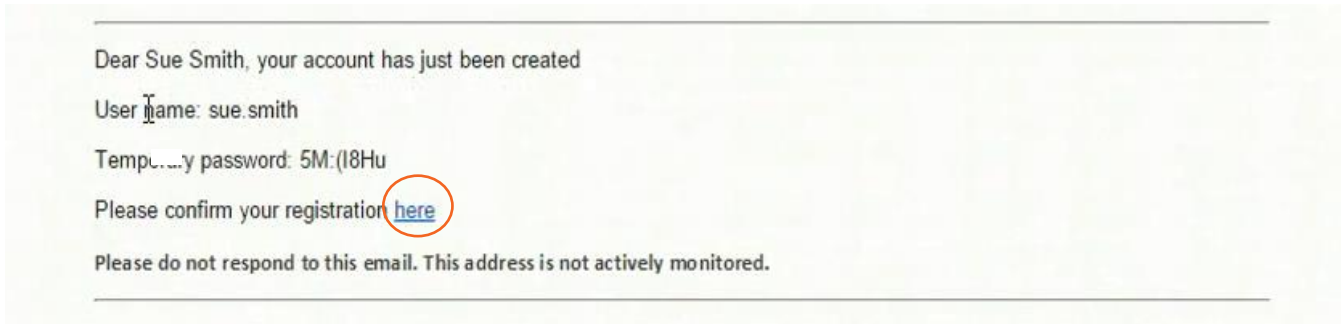 Dear Sue Smith, your account has just been created
User name: sue.smith
password: 5M:(I8Hu
Please confirm your registration here
Please do not respond to this email. This address is not actively monitored.